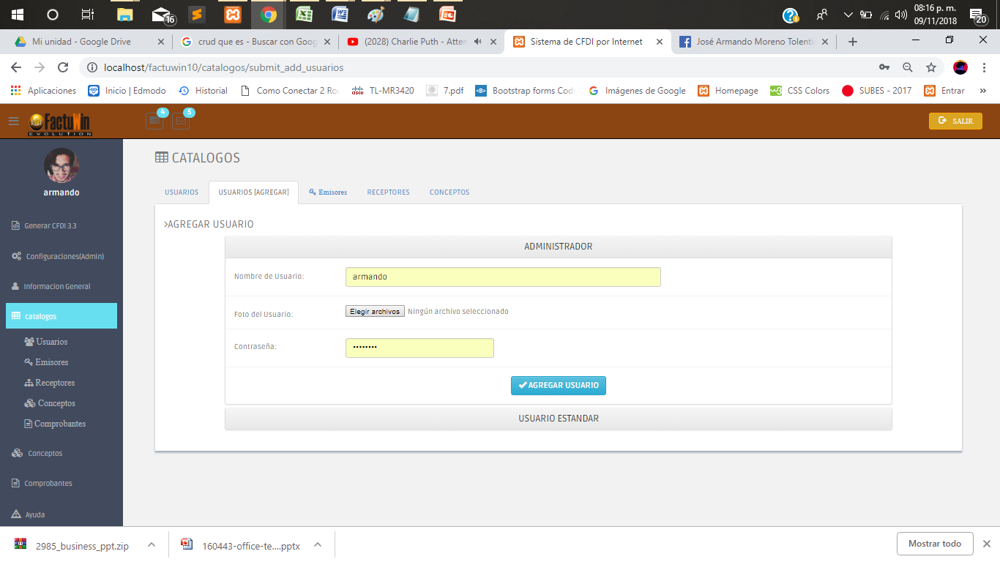 16
08:16 p. m.
09/11/2018
20
Mi unidad - Google Drive
crud que es - Buscar con Goog
(2028) Charlie Puth - Atten
Sistema de CFDI por Internet
José Armando Moreno Tolenti
localhost/factuwin10/catalogos/submit_add_usuarios
Aplicaciones
Inicio | Edmodo
Historial
Como Conectar 2 Rou
TL-MR3420
7.pdf
Bootstrap forms Code
Imágenes de Google
Homepage
CSS Colors
SUBES - 2017
Entrar
»
FactuWin
EVOLUTION
4
5
SALIR
armando
Generar CFDI 3.3
Configuraciones(Admin)
Informacion General
catalogos
Usuarios
Emisores
Receptores
Conceptos
Comprobantes
Conceptos
Comprobantes
Ayuda
CATALOGOS
USUARIOS
USUARIOS [AGREGAR]
Emisores
RECEPTORES
CONCEPTOS
>AGREGAR USUARIO
ADMINISTRADOR
Nombre de Usuario:
armando
Foto del Usuario:
Elegir archivos
Ningún archivo seleccionado
Contraseña:
••••••••
AGREGAR USUARIO
USUARIO ESTANDAR
2985_business_ppt.zip
160443-office-te....pptx
Mostrar todo